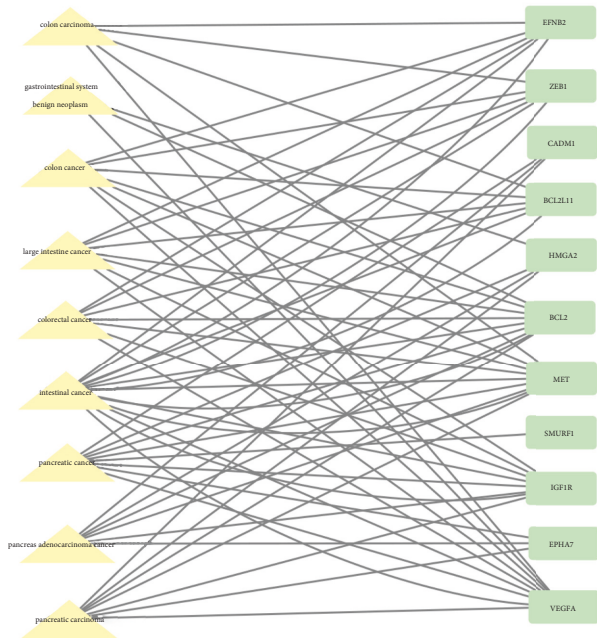 colon carcinoma
gastrointestinal system
benign neoplasm
colon cancer
large intestine cancer
colorectal cancer
intestinal cancer
pancreatic cancer
pancreas adenocarcinoma cancer
pancreatic carcinoma
EFNB2
ZEB1
CADM1
BCL2L11
HMGA2
BCL2
MET
SMURF1
IGF1R
EPHA7
VEGFA